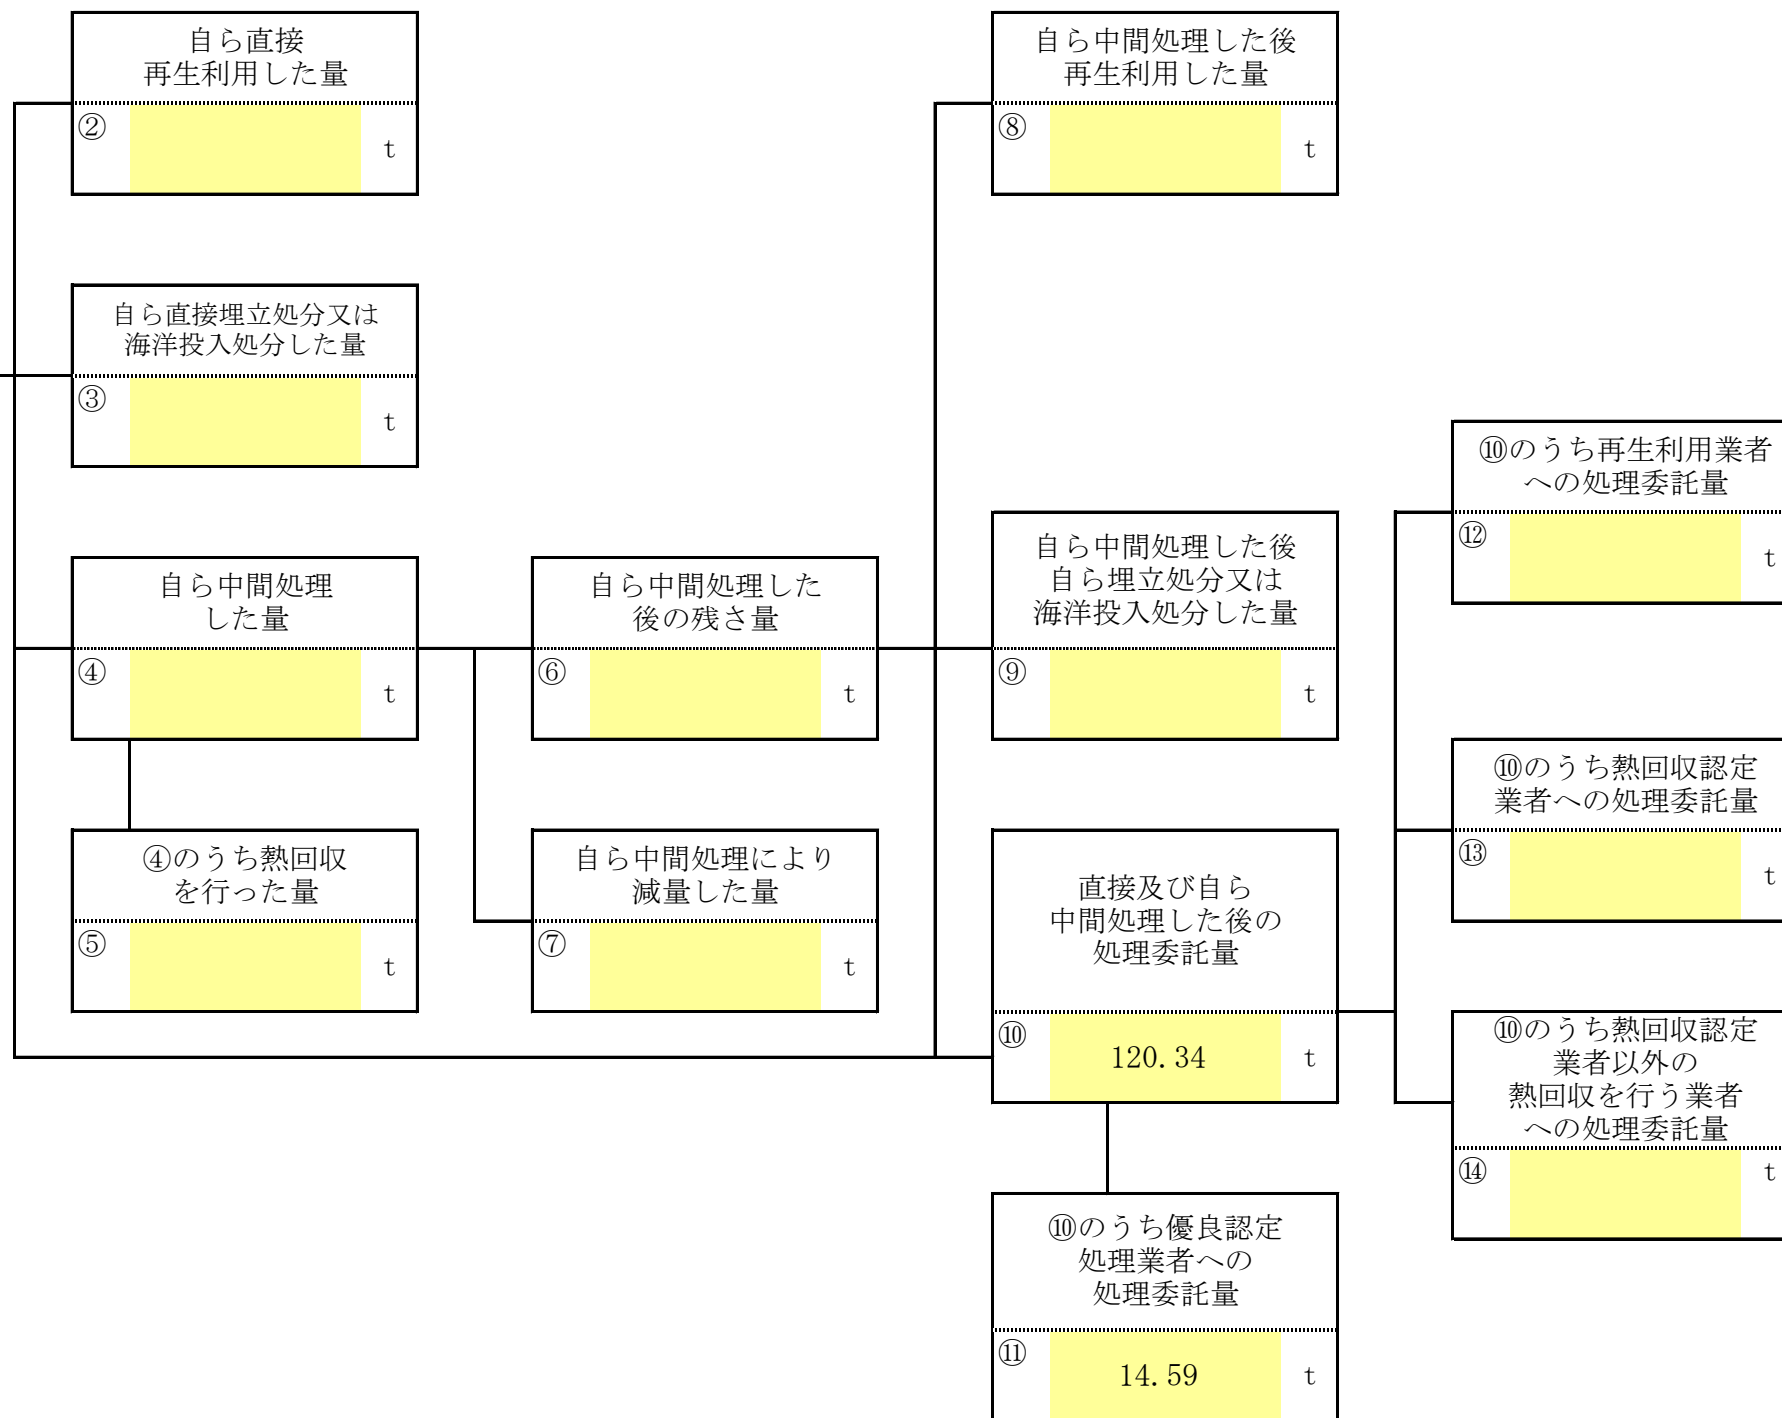 自ら直接
再生利用した量
②
t
自ら中間処理した後
再生利用した量
⑧
t
自ら直接埋立処分又は
海洋投入処分した量
③
t
⑩のうち再生利用業者
への処理委託量
⑫
t
自ら中間処理
した量
④
t
自ら中間処理した
後の残さ量
⑥
t
自ら中間処理した後
自ら埋立処分又は
海洋投入処分した量
⑨
t
⑩のうち熱回収認定
業者への処理委託量
⑬
t
④のうち熱回収
を行った量
⑤
t
自ら中間処理により
減量した量
⑦
t
直接及び自ら
中間処理した後の
処理委託量
⑩
120.34
t
⑩のうち熱回収認定
業者以外の
熱回収を行う業者
への処理委託量
⑭
t
⑩のうち優良認定
処理業者への
処理委託量
⑪
14.59
t